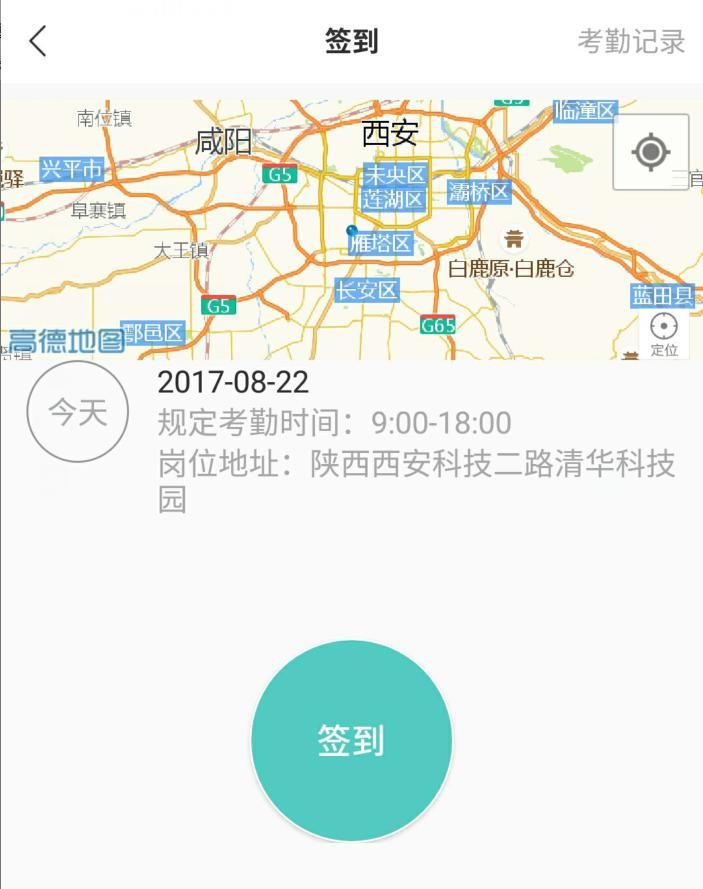 签到
考勤记录
G5
临潼区
南位镇
西安
咸阳
兴平市
G5
未央区
驿
莲湖区
灞桥区
阜寨镇
大王镇
雁塔区
白鹿原·白鹿仓
长安区
蓝田县
G5
G65
鄠邑区
高德地图
定位
今天
2017-08-22
规定考勤时间：9:00-18:00
岗位地址：陕西西安科技二路清华科技
园
签到